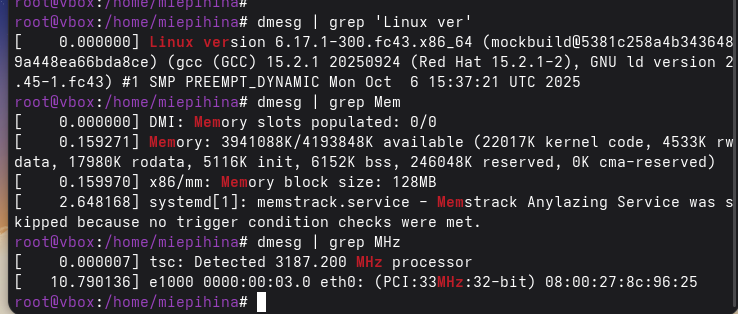 root@vbox:/home/miepihina#
root@vbox:/home/miepihina# dmesg | grep 'Linux ver'
[    0.000000] Linux version 6.17.1-300.fc43.x86_64 (mockbuild@5381c258a4b343648
9a448ea66bda8ce) (gcc (GCC) 15.2.1 20250924 (Red Hat 15.2.1-2), GNU ld version 2
.45-1.fc43) #1 SMP PREEMPT_DYNAMIC Mon Oct  6 15:37:21 UTC 2025
root@vbox:/home/miepihina# dmesg | grep Mem
[    0.000000] DMI: Memory slots populated: 0/0
[    0.159271] Memory: 3941088K/4193848K available (22017K kernel code, 4533K rw
data, 17980K rodata, 5116K init, 6152K bss, 246048K reserved, 0K cma-reserved)
[    0.159970] x86/mm: Memory block size: 128MB
[    2.648168] systemd[1]: memstrack.service - Memstrack Anylazing Service was s
kipped because no trigger condition checks were met.
root@vbox:/home/miepihina# dmesg | grep MHz
[    0.000007] tsc: Detected 3187.200 MHz processor
[   10.790136] e1000 0000:00:03.0 eth0: (PCI:33MHz:32-bit) 08:00:27:8c:96:25
root@vbox:/home/miepihina#